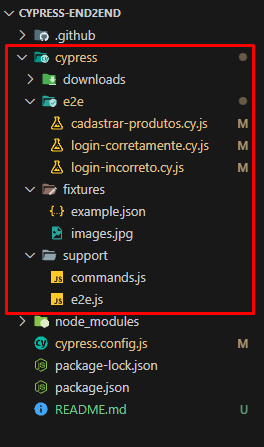 CYPRESS-END2END
.github
cypress
downloads
e2e
cadastrar-produtos.cy.js M
login-corretamente.cy.js M
login-incorreto.cy.js M
fixtures
{..} example.json
images.jpg
support
JS commands.js
JS e2e.js
node_modules
cy cypress.config.js M
package-lock.json
package.json
README.md U